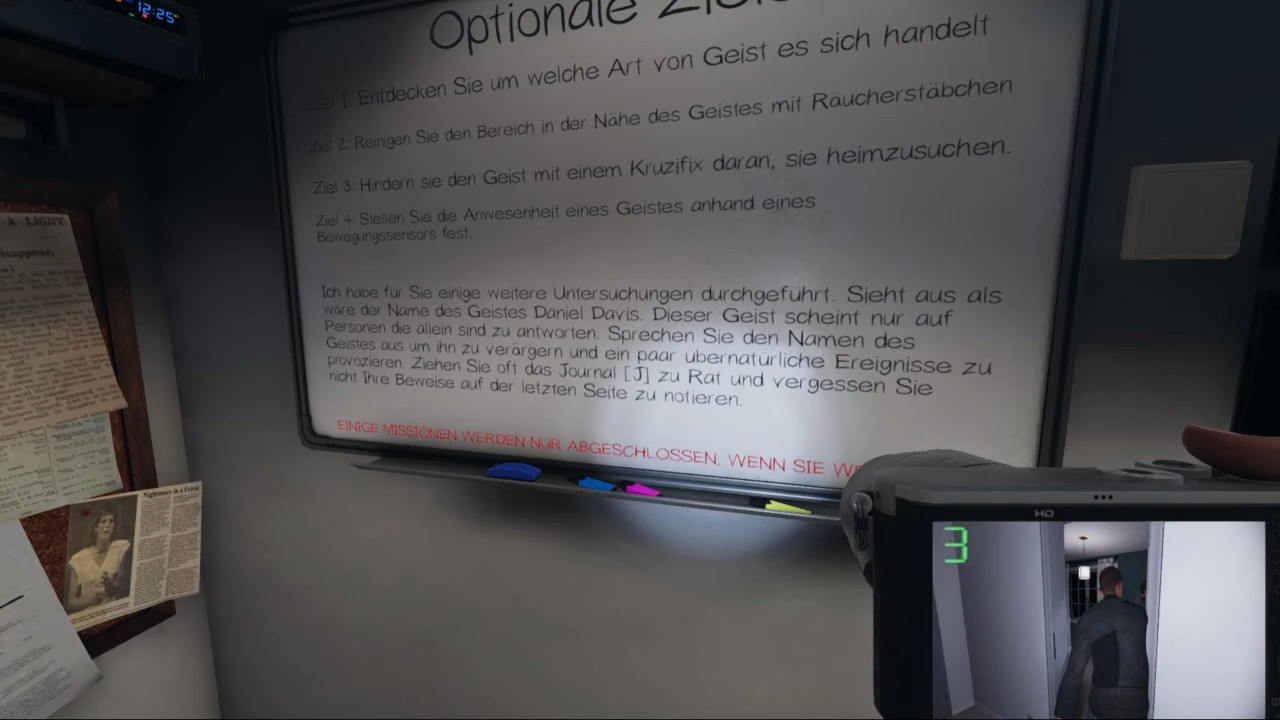 12:25
Optionale
Ziel 1: Entdecken Sie um welche Art von Geist es sich handelt
Ziel 2: Reinigen Sie den Bereich in der Nähe des Geistes mit Räucherstäbchen
Ziel 3: Hindern sie den Geist mit einem Kruzifix daran, sie heimzusuchen.
Ziel 4: Stellen Sie die Anwesenheit eines Geistes anhand eines
Bewegungssensors fest.
Ich habe für Sie einige weitere Untersuchungen durchgeführt. Sieht aus als
wäre der Name des Geistes Daniel Davis. Dieser Geist scheint nur auf
Personen die allein sind zu antworten. Sprechen Sie den Namen des
Geistes aus um ihn zu verärgern und ein paar übernatürliche Ereignisse zu
provozieren. Ziehen Sie oft das Journal [J] zu Rat und vergessen Sie
nicht Ihre Beweise auf der letzten Seite zu notieren.
EINIGE MISSIONEN WERDEN NUR ABGESCHLOSSEN, WENN SIE
A LIGHT
Nightmare in a Forest
HD
3